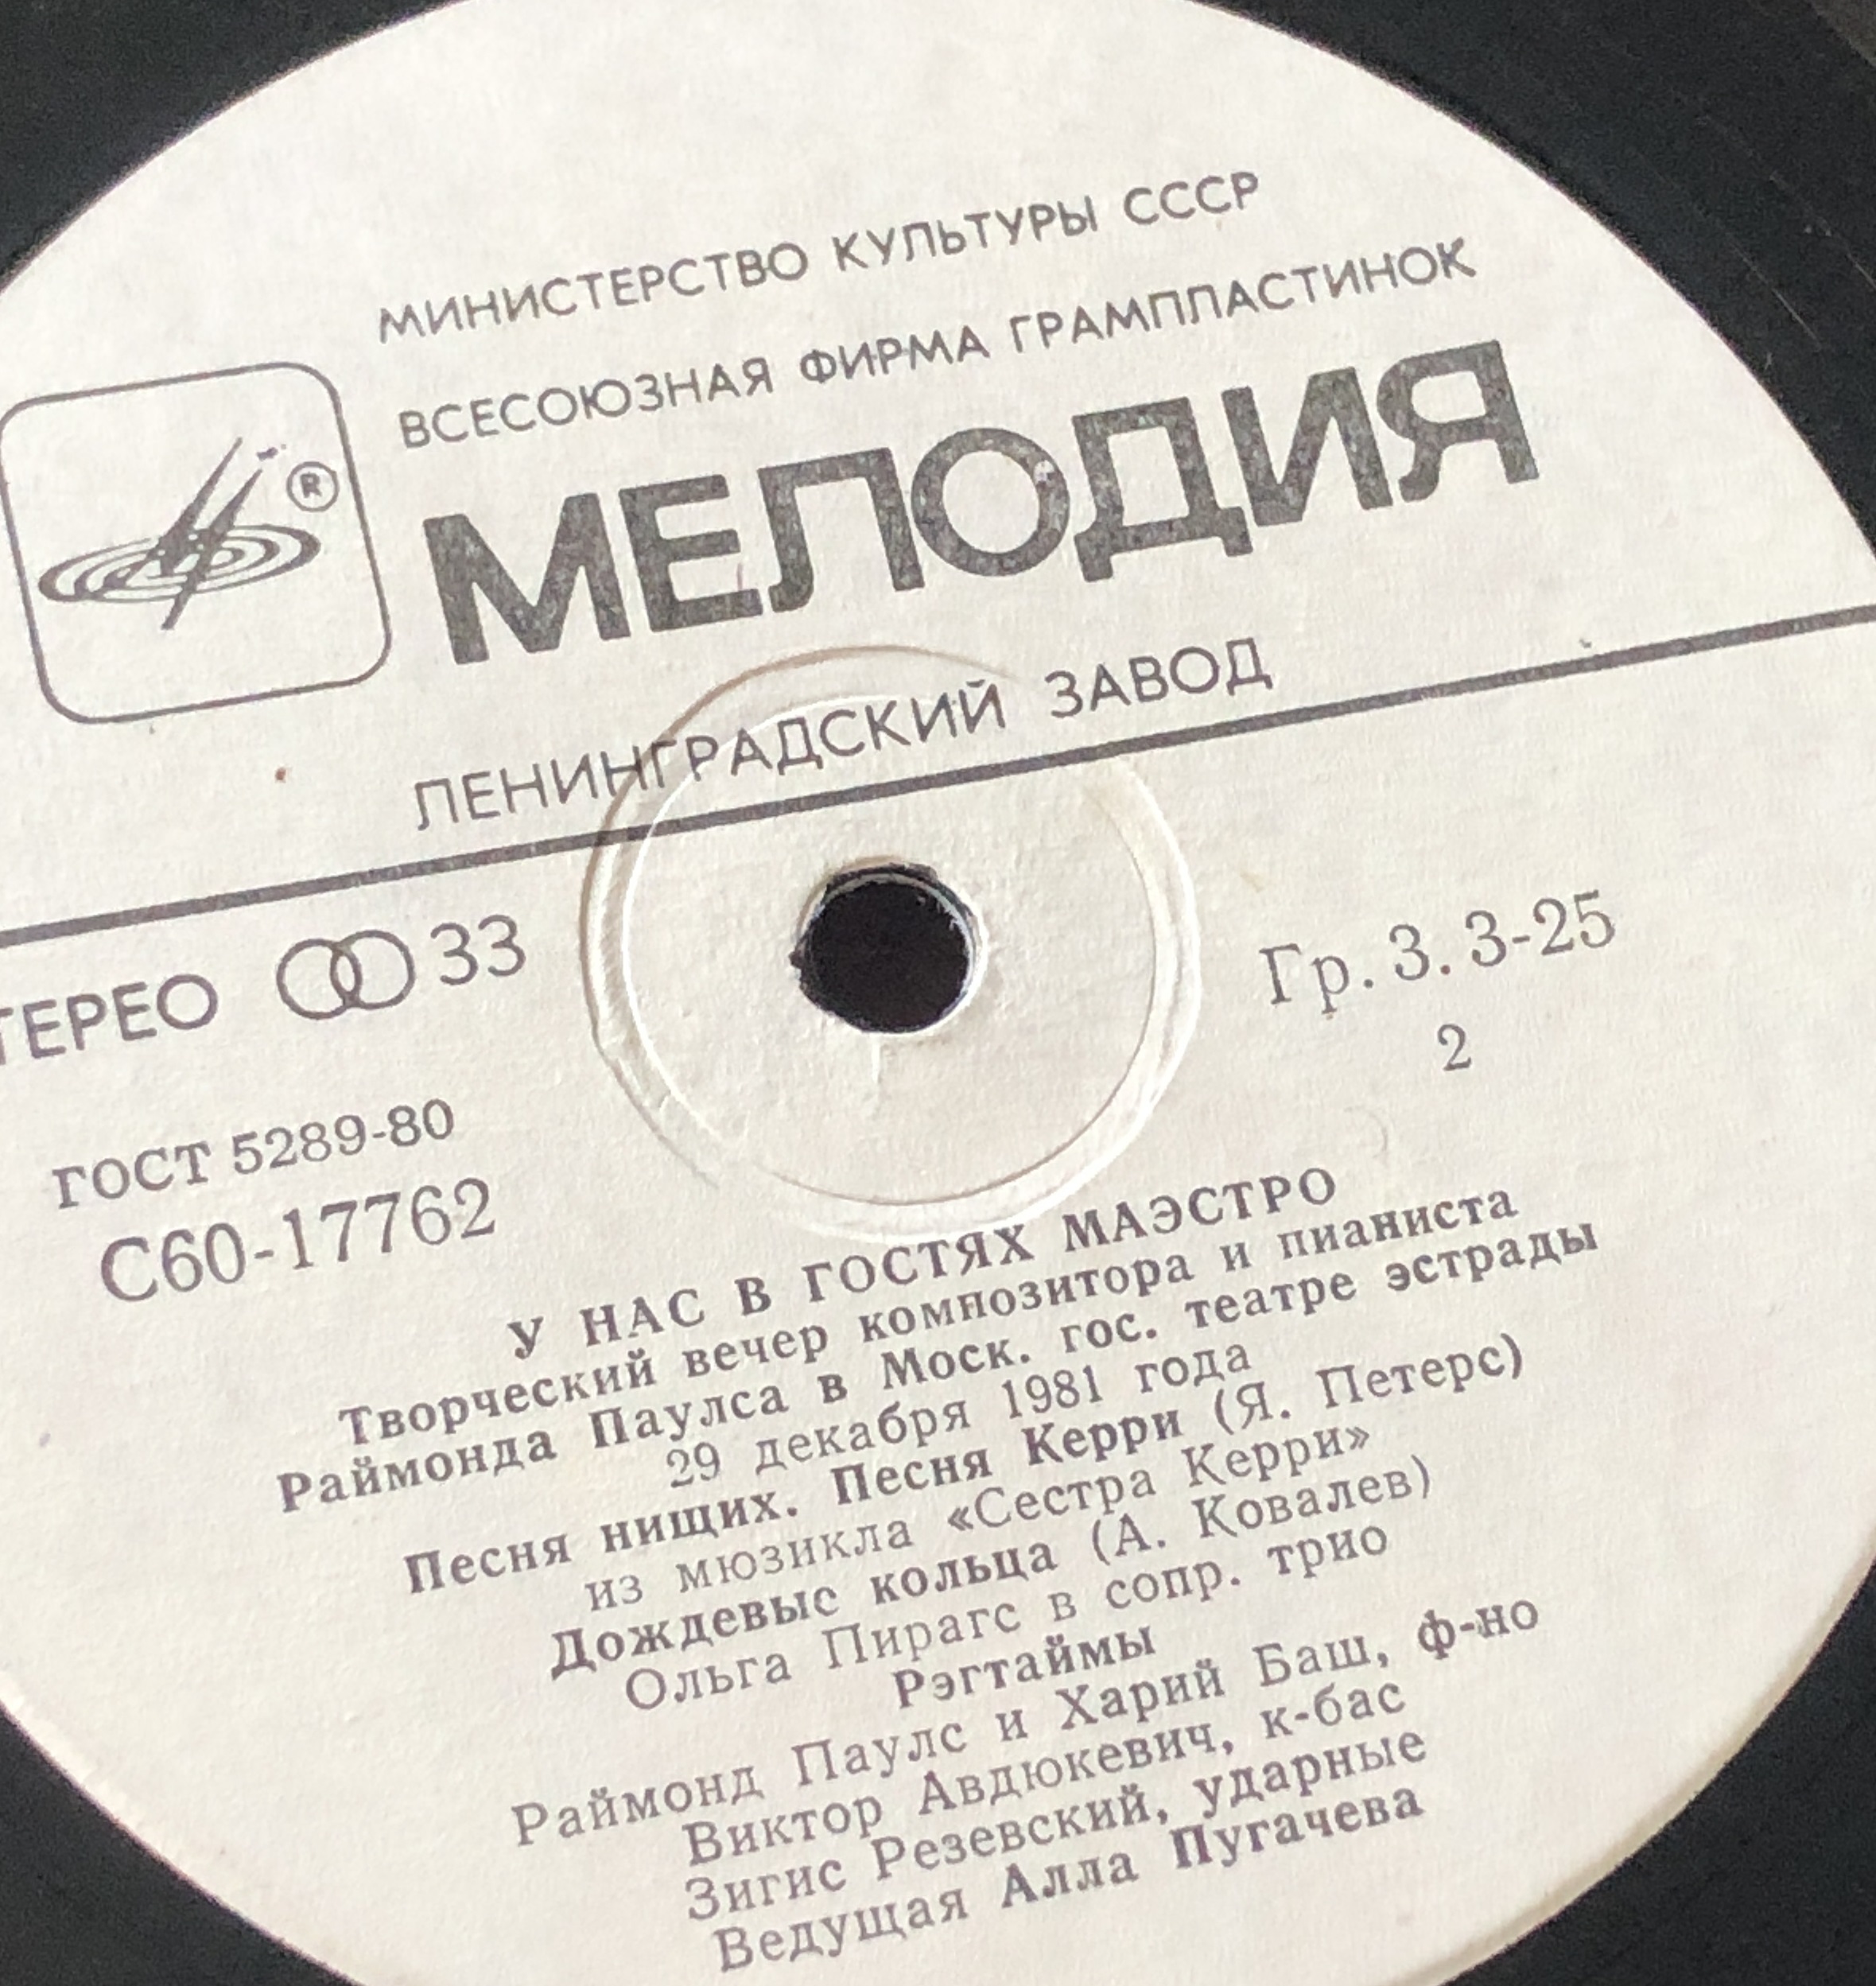 МИНИСТЕРСТВО КУЛЬТУРЫ СССР
ВСЕСОЮЗНАЯ ФИРМА ГРАМПЛАСТИНОК
МЕЛОДИЯ
®
ЛЕНИНГРАДСКИЙ ЗАВОД
ТЕРЕО 33
Гр. 3. 3-25
2
ГОСТ 5289-80
С60-17762
У НАС В ГОСТЯХ МАЭСТРО
Творческий вечер композитора и пианиста
Раймонда Паулса в Моск. гос. театре эстрады
29 декабря 1981 года
Песня нищих. Песня Керри (Я. Петерс)
из мюзикла «Сестра Керри»
Дождевыс кольца (А. Ковалев)
Ольга Пирагс в сопр. трио
Рэгтаймы
Раймонд Паулс и Харий Баш, ф-но
Виктор Авдюкевич, к-бас
Зигис Резевский, ударные
Ведущая Алла Пугачева